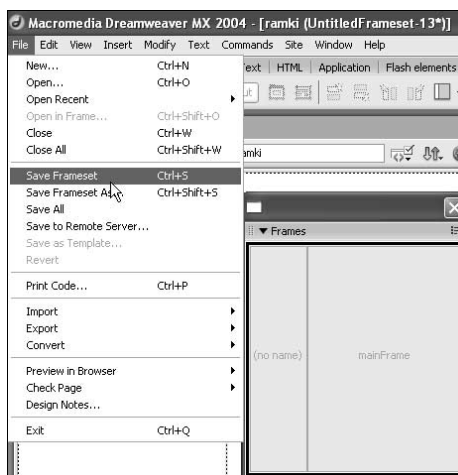 Macromedia Dreamweaver MX 2004 - [ramki (UntitledFrameset-13*)]
File Edit View Insert Modify Text Commands Site Window Help
New... Ctrl+N
Open... Ctrl+O
Open Recent
Open in Frame... Ctrl+Shift+O
Close Ctrl+W
Close All Ctrl+Shift+W
Save Frameset Ctrl+S
Save Frameset As... Ctrl+Shift+S
Save All
Save to Remote Server...
Save as Template...
Revert
Print Code... Ctrl+P
Import
Export
Convert
Preview in Browser
Check Page
Design Notes...
Exit Ctrl+Q
HTML Application Flash elements
Frames
(no name) mainFrame